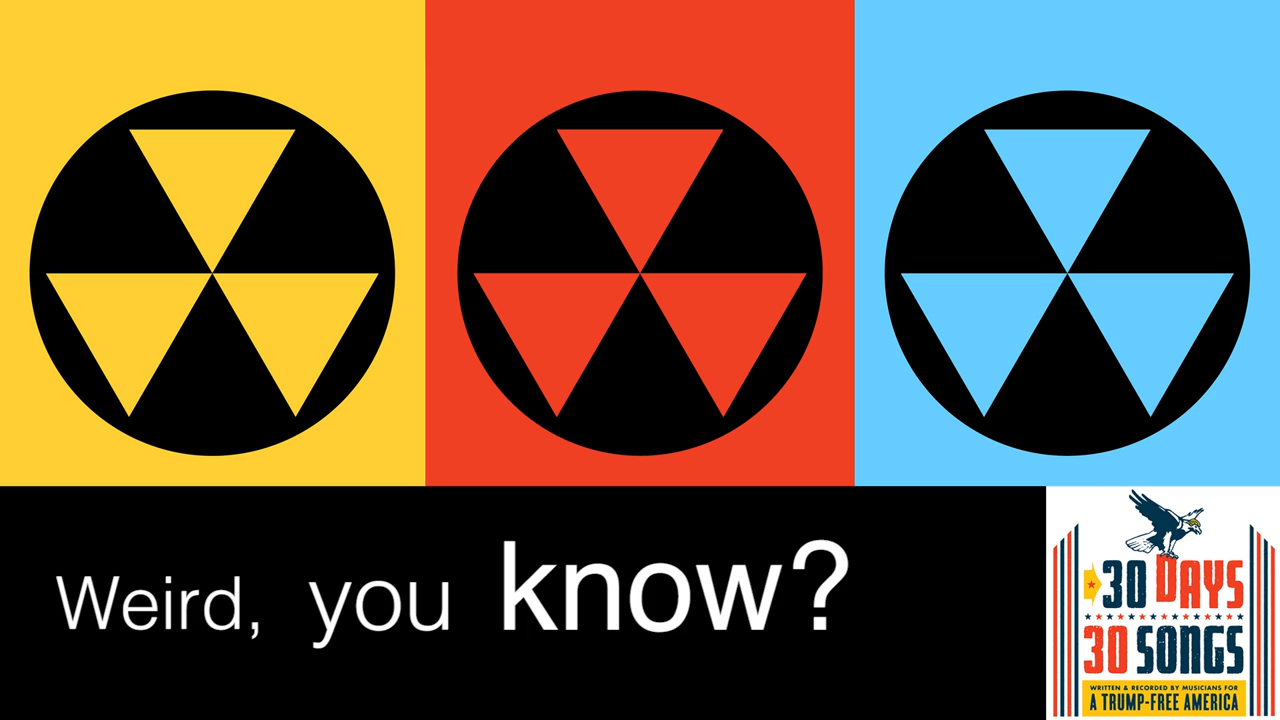 Weird, you know?
30 DAYS
30 SONGS
WRITTEN & RECORDED BY MUSICIANS FOR
A TRUMP-FREE AMERICA